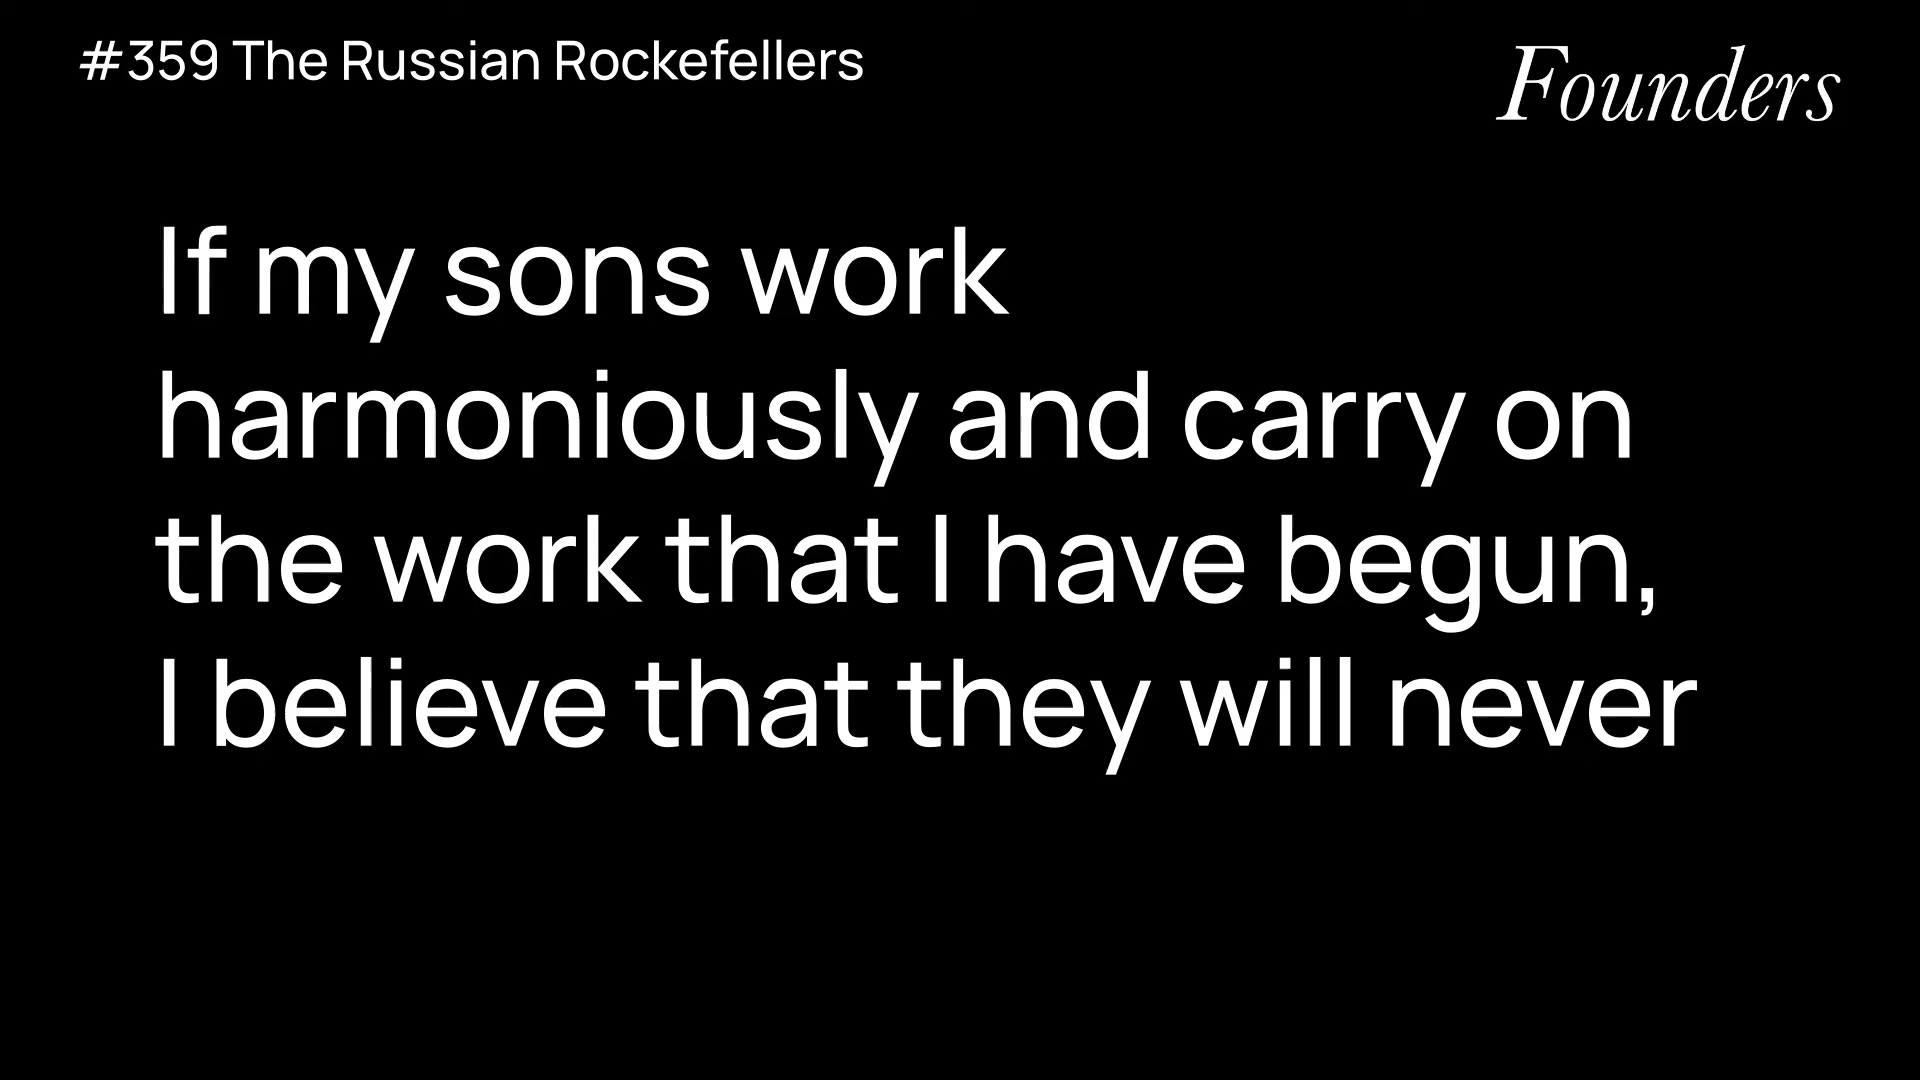 #359 The Russian Rockefellers
Founders
If my sons work
harmoniously and carry on
the work that I have begun,
I believe that they will never